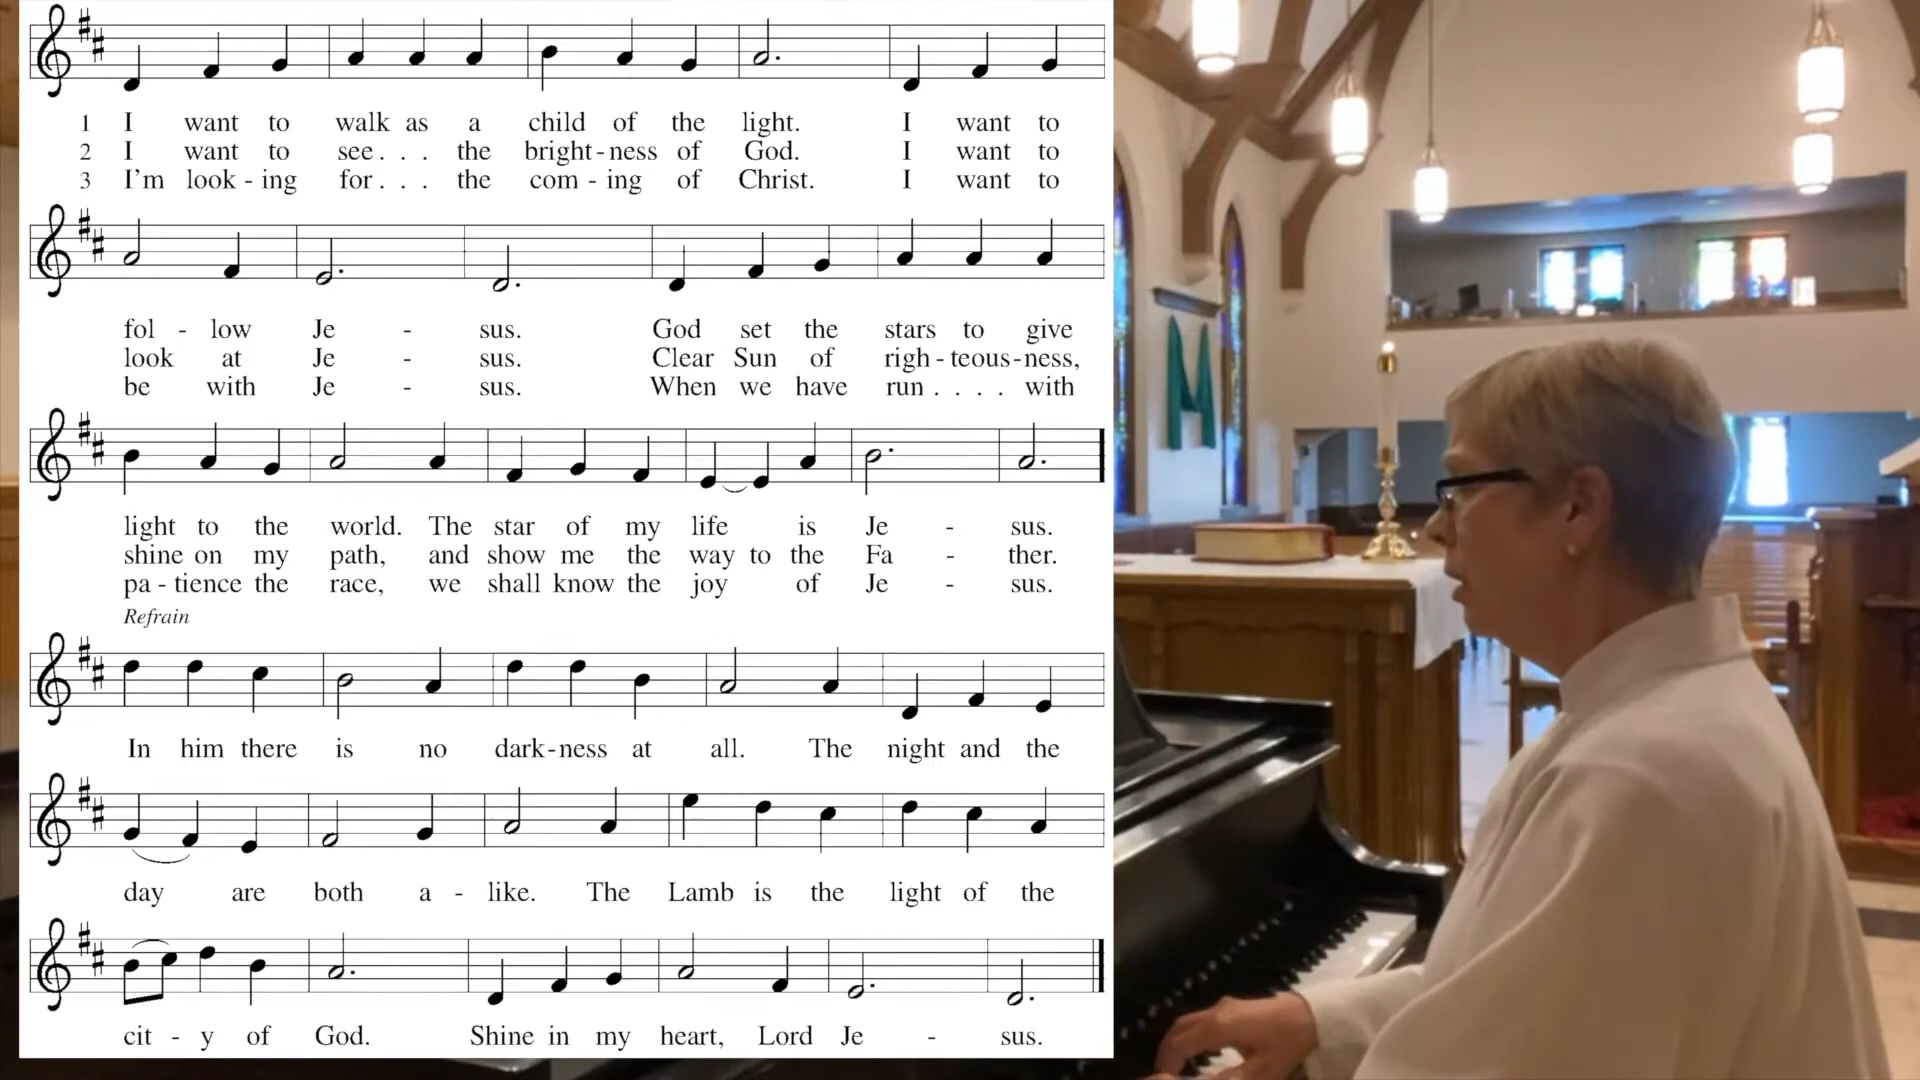 1 I want to walk as a child of the light. I want to
2 I want to see. . . the bright - ness of God. I want to
3 I'm look - ing for. . . the com - ing of Christ. I want to
fol - low Je - sus. God set the stars to give
look at Je - sus. Clear Sun of righ - teous - ness,
be with Je - sus. When we have run . . . . with
light to the world. The star of my life is Je - sus.
shine on my path, and show me the way to the Fa - ther.
pa - tience the race, we shall know the joy of Je - sus.
Refrain
In him there is no dark - ness at all. The night and the
day are both a - like. The Lamb is the light of the
cit - y of God. Shine in my heart, Lord Je - sus.